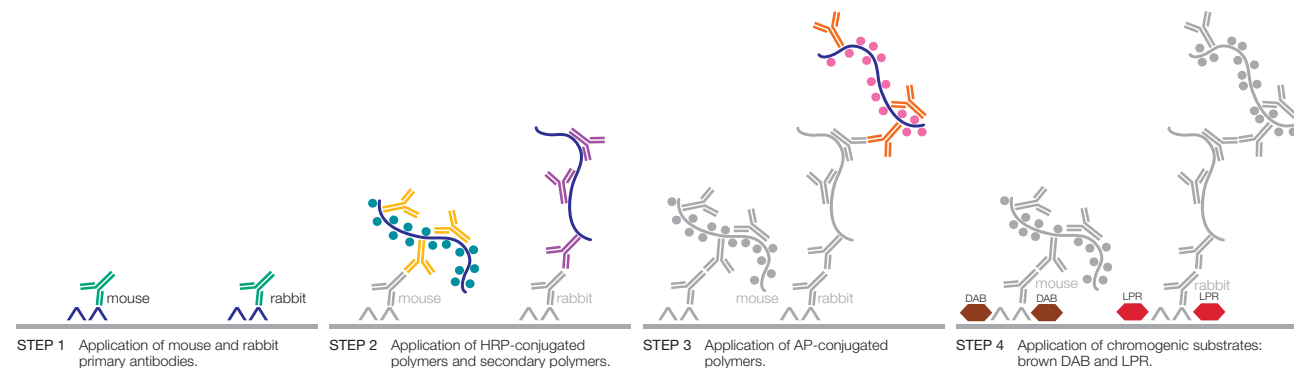 mouse
rabbit
STEP 1 Application of mouse and rabbit
primary antibodies.
mouse
rabbit
STEP 2 Application of HRP-conjugated
polymers and secondary polymers.
mouse
rabbit
STEP 3 Application of AP-conjugated
polymers.
mouse
rabbit
DAB
DAB
LPR
LPR
STEP 4 Application of chromogenic substrates:
brown DAB and LPR.